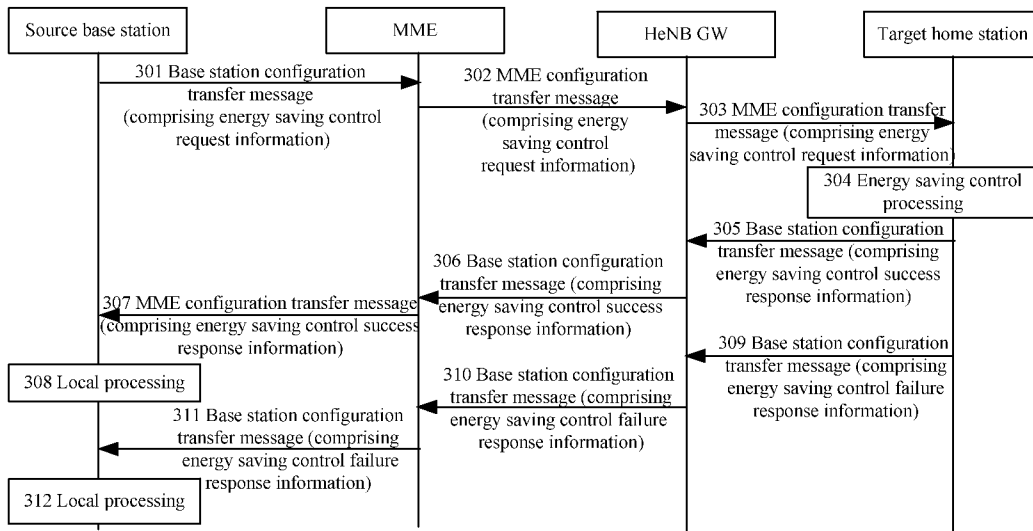 Source base station
MME
HeNB GW
Target home station
301 Base station configuration
transfer message
(comprising energy saving control
request information)
302 MME configuration
transfer message
(comprising energy
saving control
request information)
303 MME configuration transfer
message (comprising energy
saving control request information)
304 Energy saving control
processing
305 Base station configuration
transfer message (comprising
energy saving control success
response information)
306 Base station configuration
transfer message (comprising
energy saving control success
response information)
307 MME configuration transfer message
(comprising energy saving control success
response information)
308 Local processing
309 Base station configuration
transfer message (comprising
energy saving control failure
response information)
310 Base station configuration
transfer message (comprising
energy saving control failure
response information)
311 Base station configuration
transfer message (comprising
energy saving control failure
response information)
312 Local processing